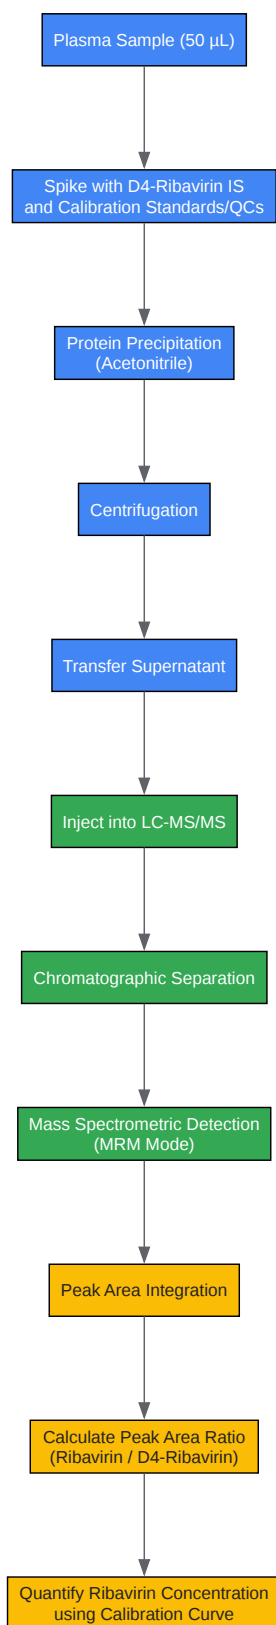 Plasma Sample (50 µL)
Spike with D4-Ribavirin IS
and Calibration Standards/QCs
Protein Precipitation
(Acetonitrile)
Centrifugation
Transfer Supernatant
Inject into LC-MS/MS
Chromatographic Separation
Mass Spectrometric Detection
(MRM Mode)
Peak Area Integration
Calculate Peak Area Ratio
(Ribavirin / D4-Ribavirin)
Quantify Ribavirin Concentration
using Calibration Curve